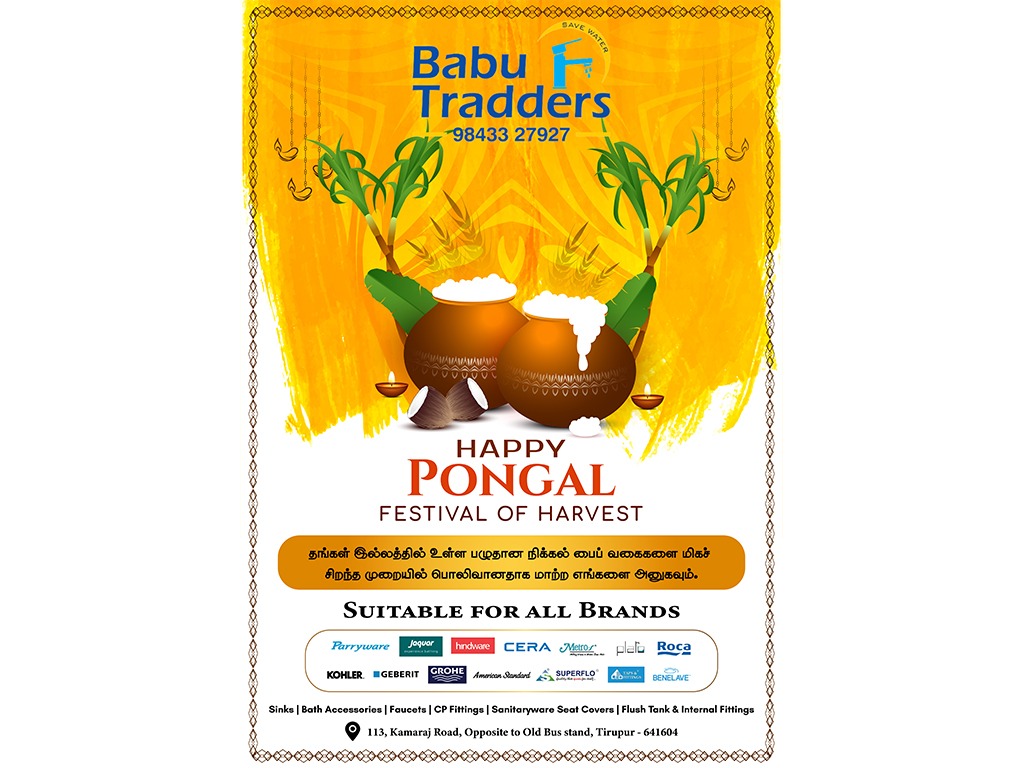 SAVE WATER
Babu
Tradders
98433 27927
HAPPY
PONGAL
FESTIVAL OF HARVEST
தங்கள் இல்லத்தில் உள்ள பழுதான நிக்கல் பைப் வகைகளை மிகச்
சிறந்த முறையில் பொலிவானதாக மாற்ற எங்களை அனுகவும்.
SUITABLE FOR ALL BRANDS
Parryware jaquar hindware CERA Metro plato Roca
KOHLER GEBERIT GROHE American Standard SUPERFLO TAPS & FITTINGS BENELAVE
Sinks | Bath Accessories | Faucets | CP Fittings | Sanitaryware Seat Covers | Flush Tank & Internal Fittings
113, Kamaraj Road, Opposite to Old Bus stand, Tirupur - 641604